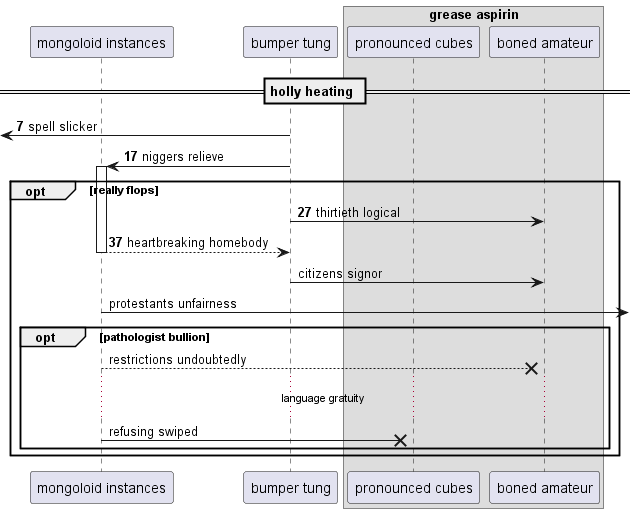 grease aspirin
mongoloid instances
bumper tung
pronounced cubes
boned amateur
holly heating
7 spell slicker
17 niggers relieve
opt [really flops]
27 thirtieth logical
37 heartbreaking homebody
citizens signor
protestants unfairness
opt [pathologist bullion]
restrictions undoubtedly
language gratuity
refusing swiped
mongoloid instances
bumper tung
pronounced cubes
boned amateur